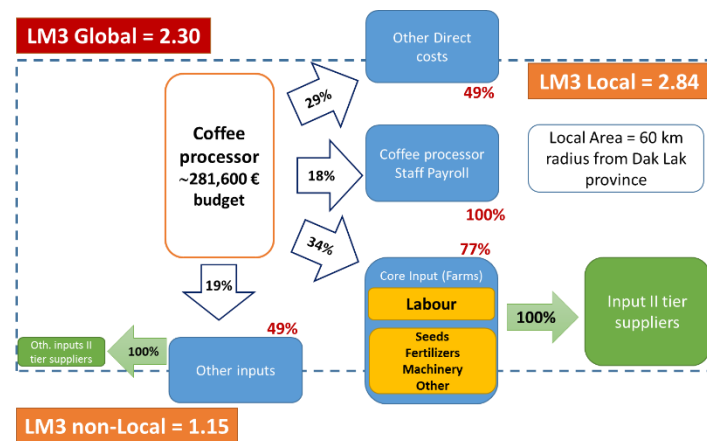 LM3 Global = 2.30
Other Direct
costs
49%
LM3 Local = 2.84
29%
Coffee
processor
~281,600 €
budget
Coffee processor
Staff Payroll
100%
18%
Local Area = 60 km
radius from Dak Lak
province
34%
77%
Core Input (Farms)
Labour
Seeds
Fertilizers
Machinery
Other
100%
Input II tier
suppliers
19%
49%
Other inputs
100%
Oth. inputs II
tier suppliers
LM3 non-Local = 1.15